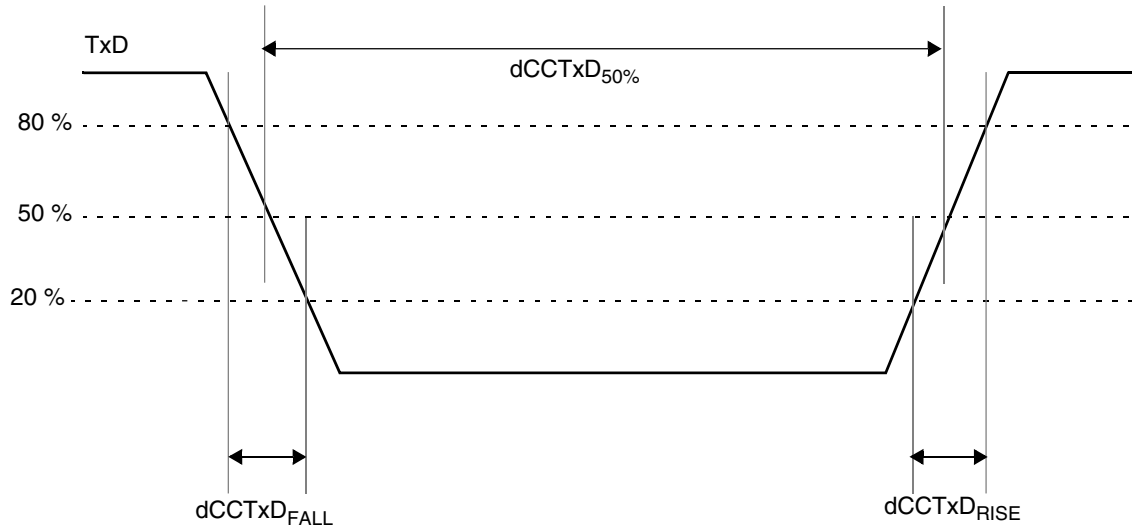 TxD
dCCTxD50%
80 %
50 %
20 %
dCCTxDFALL
dCCTxDRISE